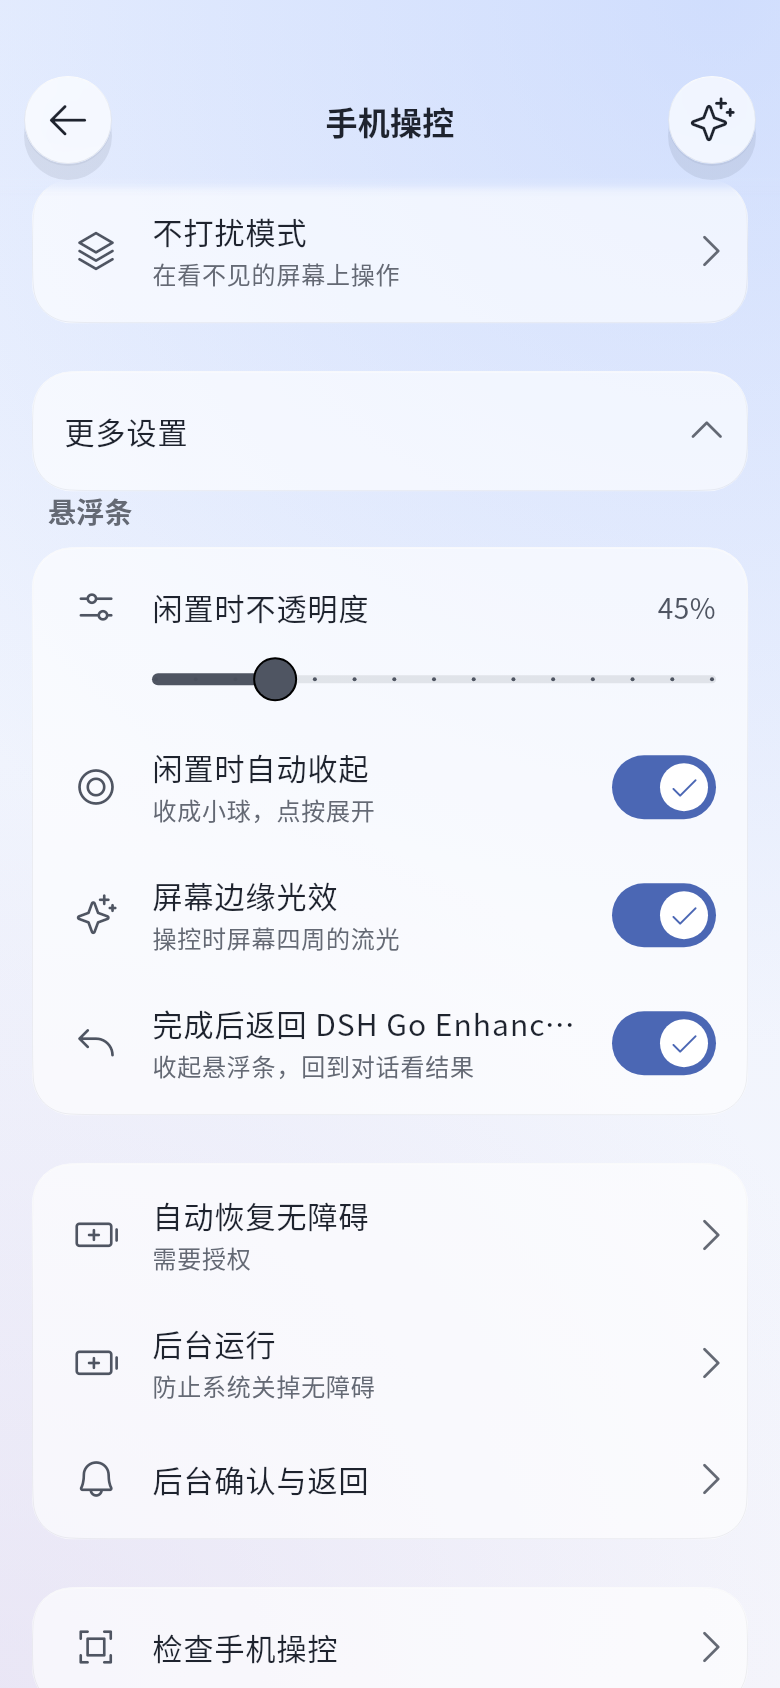 手机操控
不打扰模式
在看不见的屏幕上操作
更多设置
悬浮条
闲置时不透明度
45%
闲置时自动收起
收成小球，点按展开
屏幕边缘光效
操控时屏幕四周的流光
完成后返回 DSH Go Enhanc…
收起悬浮条，回到对话看结果
自动恢复无障碍
需要授权
后台运行
防止系统关掉无障碍
后台确认与返回
检查手机操控